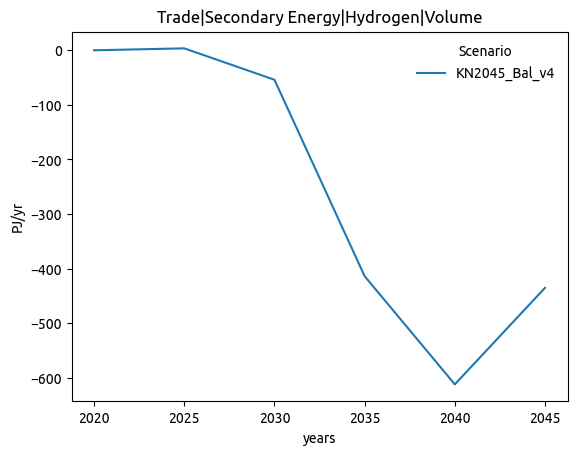 Trade|Secondary Energy|Hydrogen|Volume
Scenario
KN2045_Bal_v4
PJ/yr
0
−100
−200
−300
−400
−500
−600
2020 2025 2030 2035 2040 2045
years